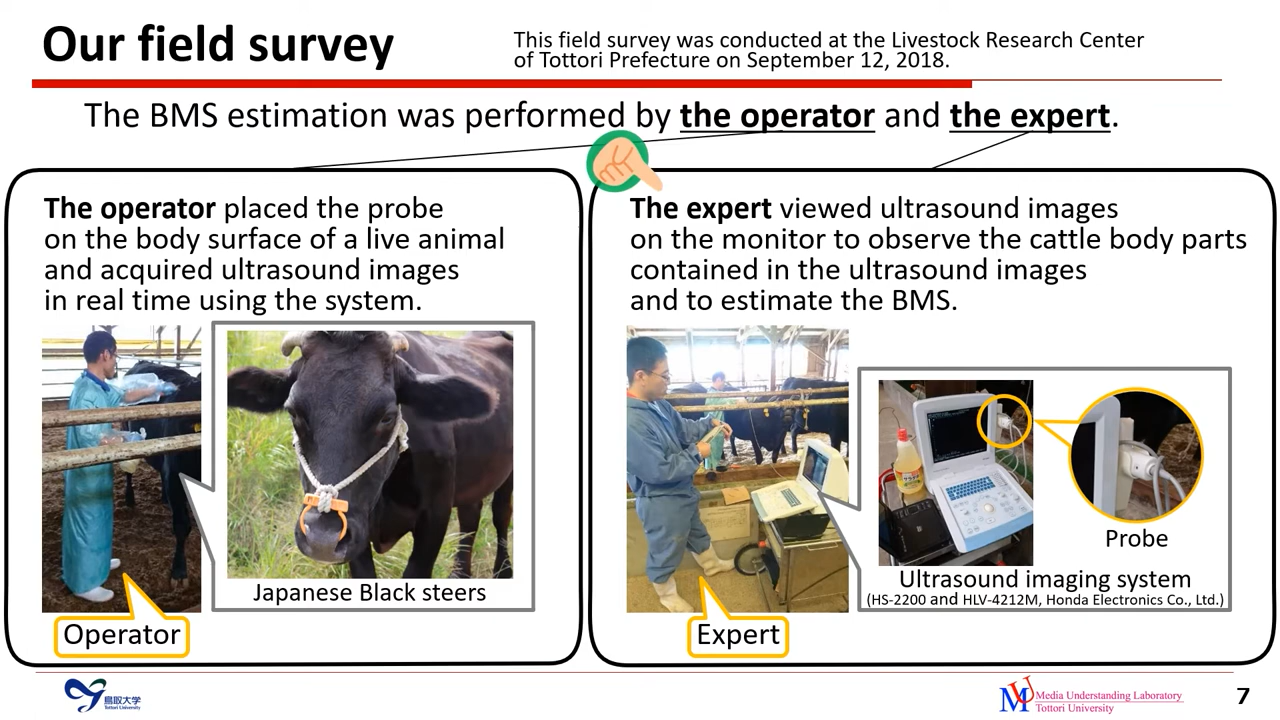 Our field survey
This field survey was conducted at the Livestock Research Center
of Tottori Prefecture on September 12, 2018.
The BMS estimation was performed by the operator and the expert.
The operator placed the probe
on the body surface of a live animal
and acquired ultrasound images
in real time using the system.
Japanese Black steers
Operator
The expert viewed ultrasound images
on the monitor to observe the cattle body parts
contained in the ultrasound images
and to estimate the BMS.
Probe
Ultrasound imaging system
(HS-2200 and HLV-4212M, Honda Electronics Co., Ltd.)
Expert
鳥取大学
Tottori University
MU
Media Understanding Laboratory
Tottori University
7